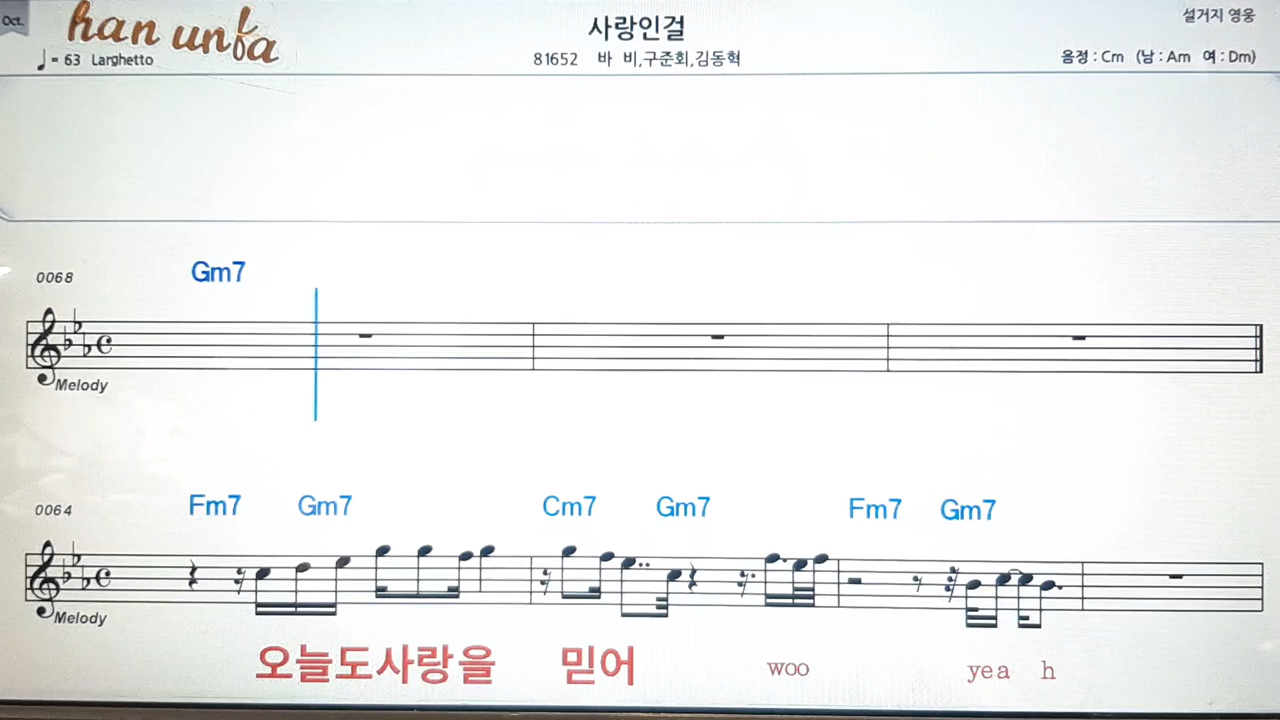 Oct.
han unfa
사랑인걸
설거지 영웅
♩ = 63 Larghetto
81652 바 비,구준회,김동혁
음정 : Cm (남 : Am 여 : Dm)
0068 Gm7
Melody
0064 Fm7 Gm7 Cm7 Gm7 Fm7 Gm7
Melody
오늘도사랑을 믿어 woo yea h